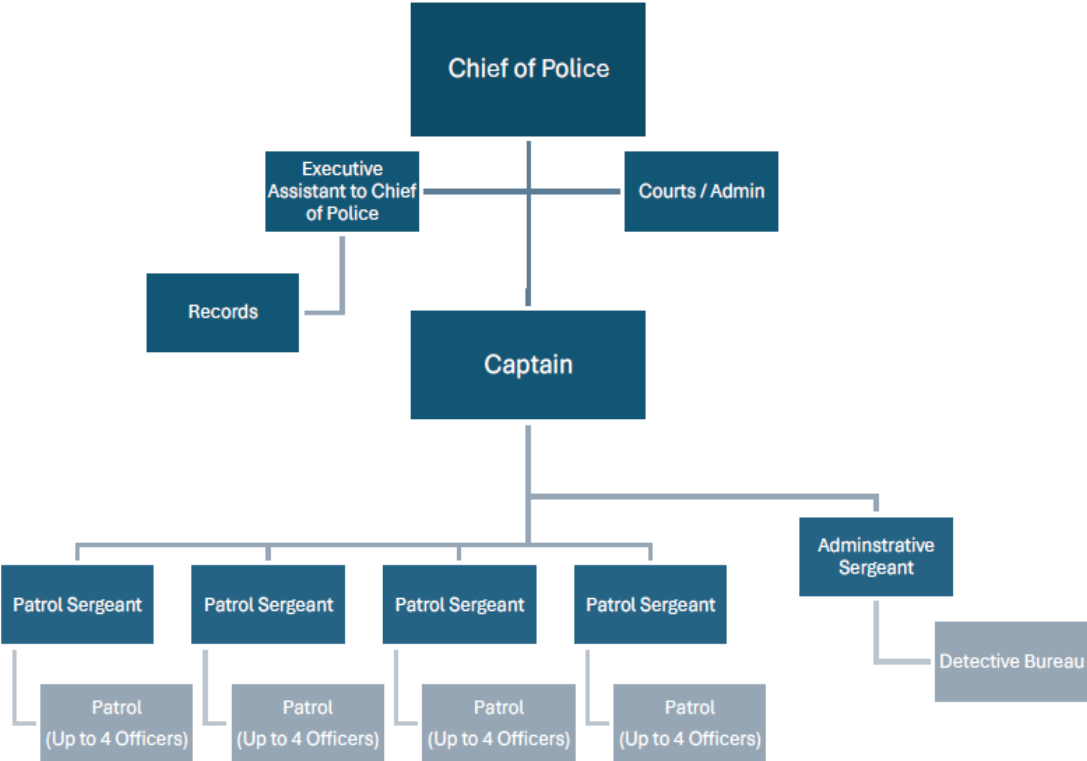 Chief of Police
Executive
Assistant to Chief
of Police
Courts / Admin
Records
Captain
Adminstrative
Sergeant
Patrol Sergeant
Patrol Sergeant
Patrol Sergeant
Patrol Sergeant
Detective Bureau
Patrol
(Up to 4 Officers)
Patrol
(Up to 4 Officers)
Patrol
(Up to 4 Officers)
Patrol
(Up to 4 Officers)